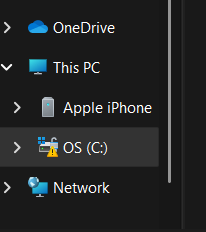 OneDrive
This PC
Apple iPhone
OS (C:)
Network